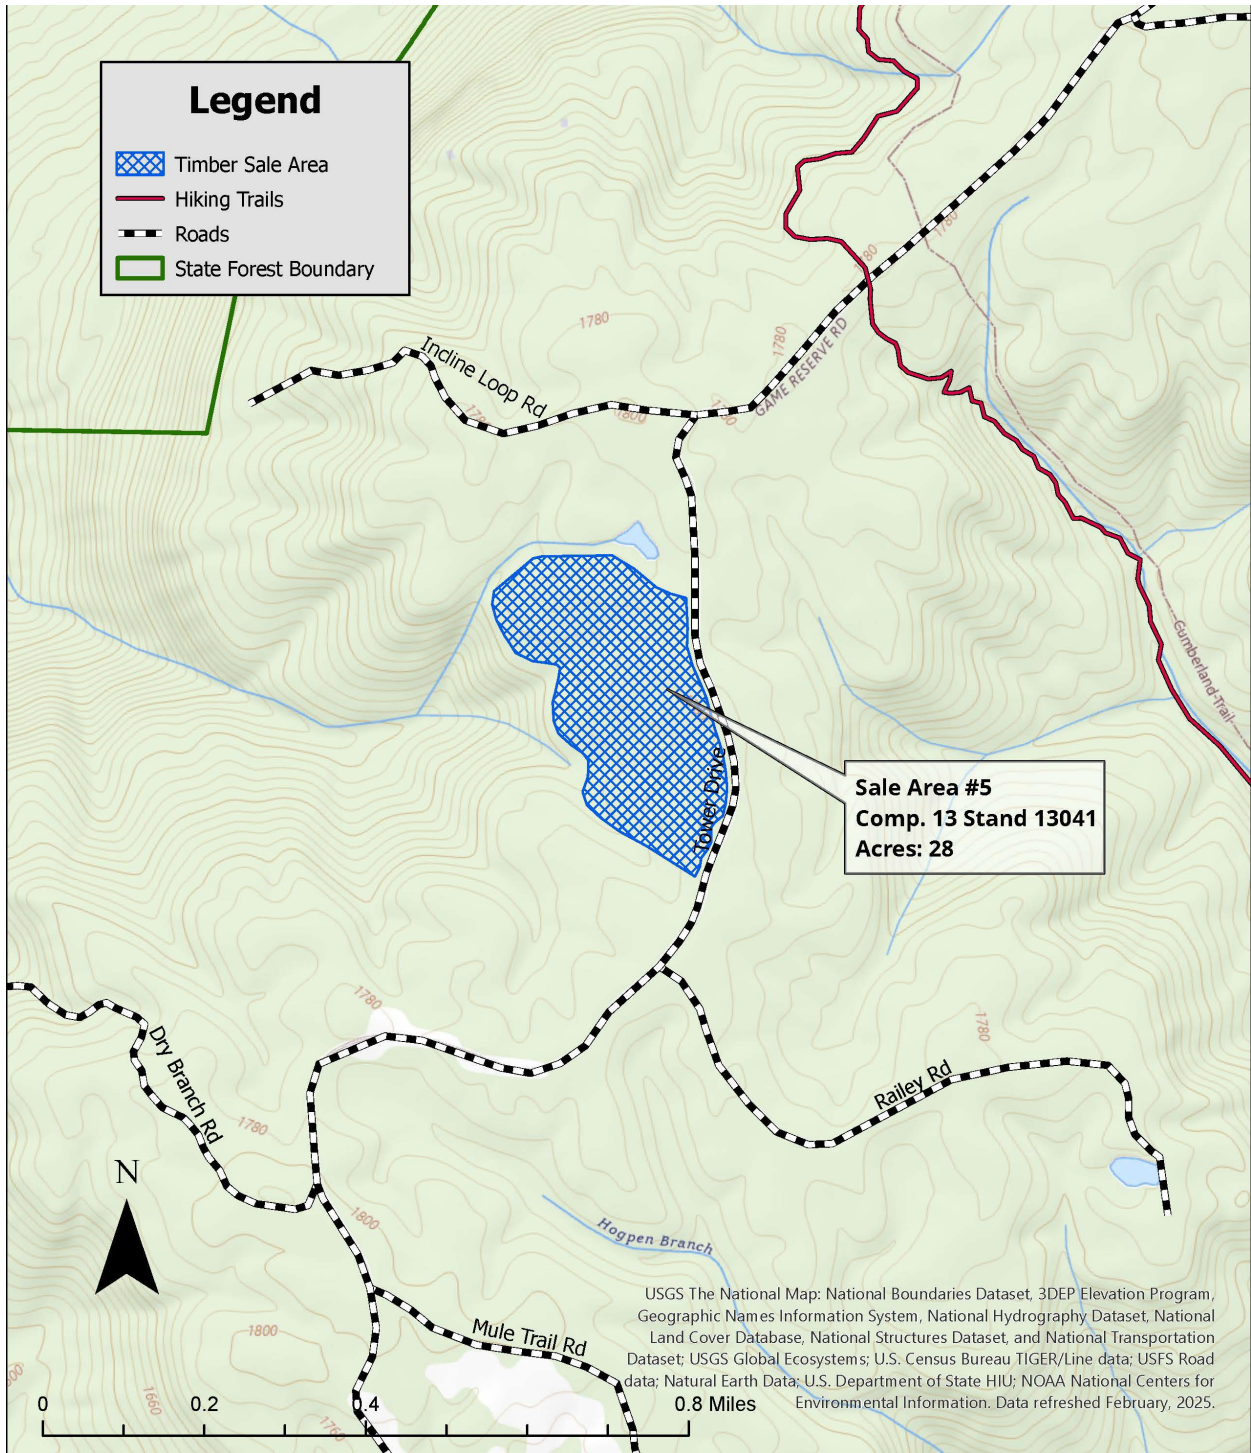 Legend
Timber Sale Area
Hiking Trails
Roads
State Forest Boundary
1780
1780
1780
1780
GAME RESERVE RD
Incline Loop Rd
1800
1780
Cumberland Trail
Sale Area #5
Comp. 13 Stand 13041
Acres: 28
Tower Drive
1780
1780
Dry Branch Rd
Railey Rd
1780
N
1800
Hogpen Branch
USGS The National Map: National Boundaries Dataset, 3DEP Elevation Program,
Geographic Names Information System, National Hydrography Dataset, National
Land Cover Database, National Structures Dataset, and National Transportation
Dataset; USGS Global Ecosystems; U.S. Census Bureau TIGER/Line data; USFS Road
data; Natural Earth Data; U.S. Department of State HIU; NOAA National Centers for
Environmental Information. Data refreshed February, 2025.
1800
Mule Trail Rd
1660
1760
0 0.2 0.4 0.8 Miles